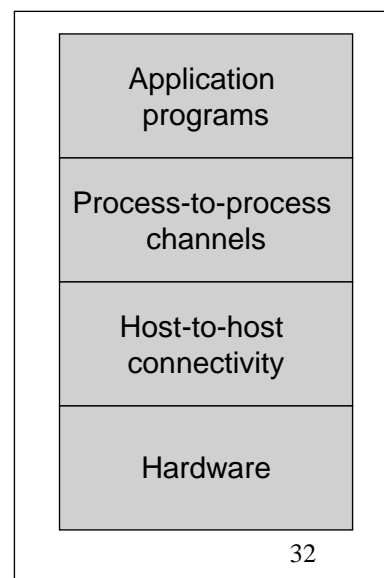 Application
programs
Process-to-process
channels
Host-to-host
connectivity
Hardware
32